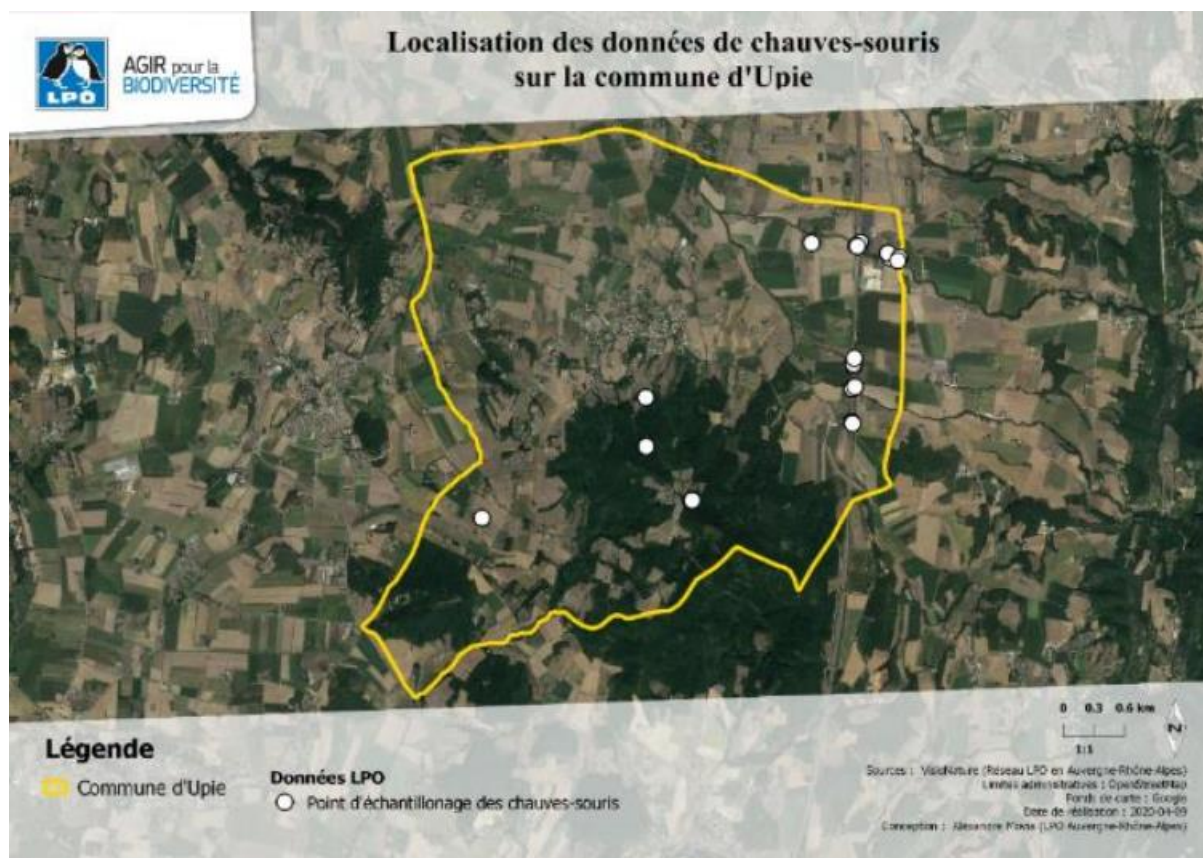 LPO
AGIR pour la
BIODIVERSITÉ
Localisation des données de chauves-souris
sur la commune d'Upie
Légende
Commune d'Upie
Données LPO
Point d'échantillonage des chauves-souris
0 0.3 0.6 km
1:1
N
Sources : VisioNature (Réseau LPO en Auvergne-Rhône-Alpes)
Limites administratives : OpenStreetMap
Fonds de carte : Google
Date de réalisation : 2020-04-09
Conception : Alexandre (LPO Auvergne-Rhône-Alpes)